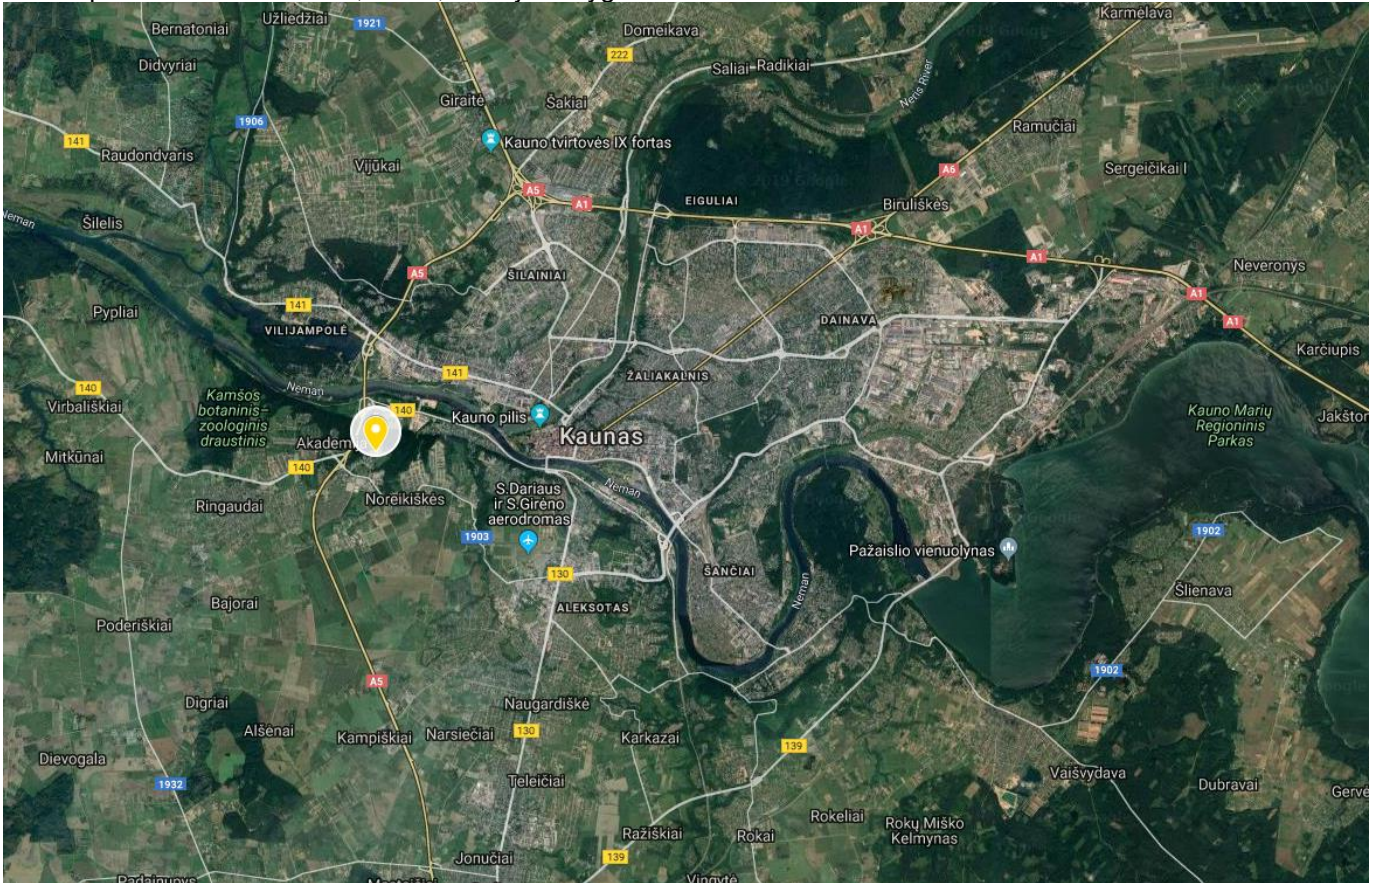 Karmėlava
Užliedžiai
1921
Bernatoniai
Domeikava
222
Didvyriai
Saliai
Radikiai
Neris River
Giraitė
Šakiai
1906
Ramučiai
141
Kauno tvirtovės IX fortas
Raudondvaris
Vijūkai
Sergeičikai I
A6
A5
A1
EIGULIAI
Biruliškės
Neman
Šilelis
A1
A1
Neveronys
A5
ŠILAINIAI
A1
141
Pypliai
VILIJAMPOLĖ
DAINAVA
A1
Karčiupis
141
ŽALIAKALNIS
140
Neman
Kamšos
botaninis–
zoologinis
draustinis
Virbališkiai
140
Kauno pilis
Kauno Marių
Regioninis
Parkas
Jakšton
Kaunas
Mitkūnai
140
Neman
S.Dariaus
ir S.Girėno
aerodromas
Noreikiškės
Ringaudai
1903
1902
Pažaislio vienuolynas
130
ŠANČIAI
Neman
Šlienava
Bajorai
ALEKSOTAS
Poderiškiai
1902
A5
Digriai
Naugardiškė
Alšėnai
Kampiškiai
Narsiečiai
130
Karkazai
139
Dievogala
1932
Teleičiai
Vaišvydava
Dubravai
Gervė
Rokeliai
Rokų Miško
Kelmynas
Ražiškiai
Rokai
139
Jonučiai